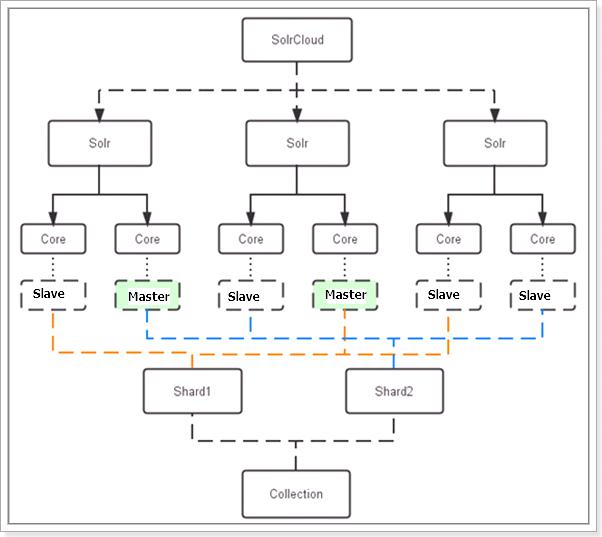 SolrCloud
Solr Solr Solr
Core Core Core Core Core Core
Slave Master Slave Master Slave Slave
Shard1 Shard2
Collection